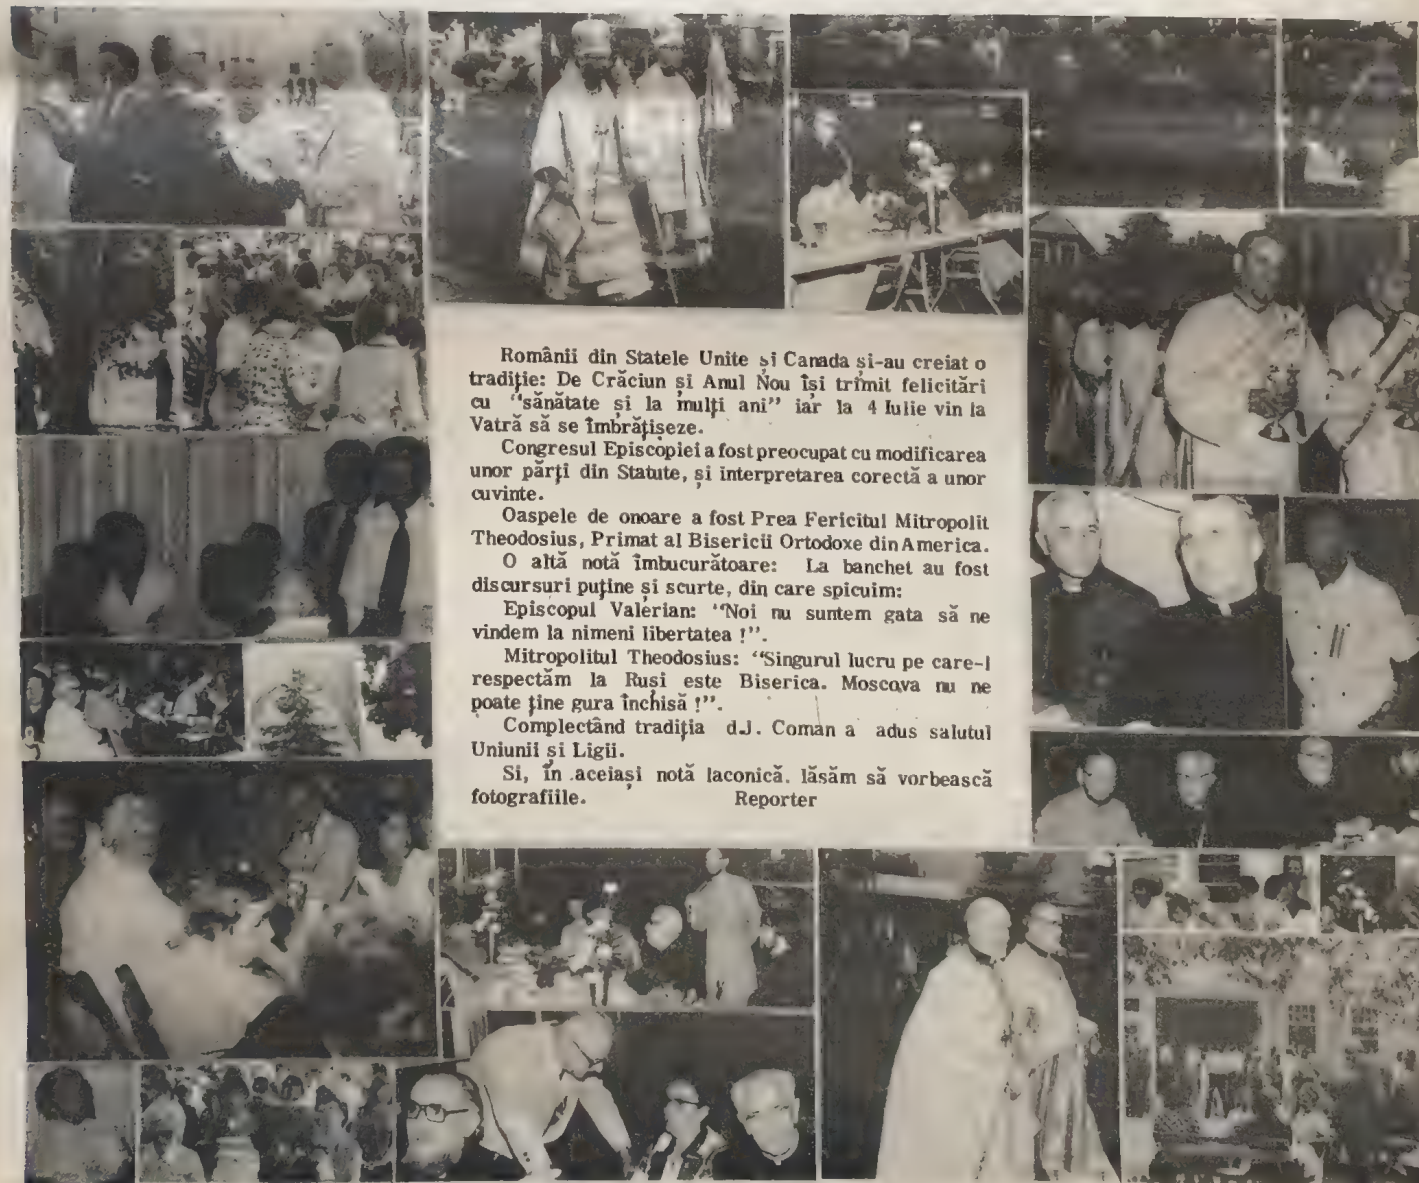 Românii din Statele Unite și Canada și-au creiat o
tradiție: De Crăciun și Anul Nou își trimit felicitări
cu “sănătate și la mulți ani” iar la 4 Iulie vin la
Vatră să se îmbrățișeze.
Congresul Episcopiei a fost preocupat cu modificarea
unor părți din Statute, și interpretarea corectă a unor
cuvinte.
Oaspele de onoare a fost Prea Fericitul Mitropolit
Theodosius, Primat al Bisericii Ortodoxe din America.
O altă notă îmbucurătoare: La banchet au fost
discursuri puține și scurte, din care spicuim:
Episcopul Valerian: “Noi nu suntem gata să ne
vindem la nimeni libertatea !”.
Mitropolitul Theodosius: “Singurul lucru pe care-l
respectăm la Ruși este Biserica. Moscova nu ne
poate ține gura închisă !”.
Complectând tradiția d.J. Coman a adus salutul
Uniunii și Ligii.
Si, în aceiași notă laconică. lăsăm să vorbească
fotografiile. Reporter